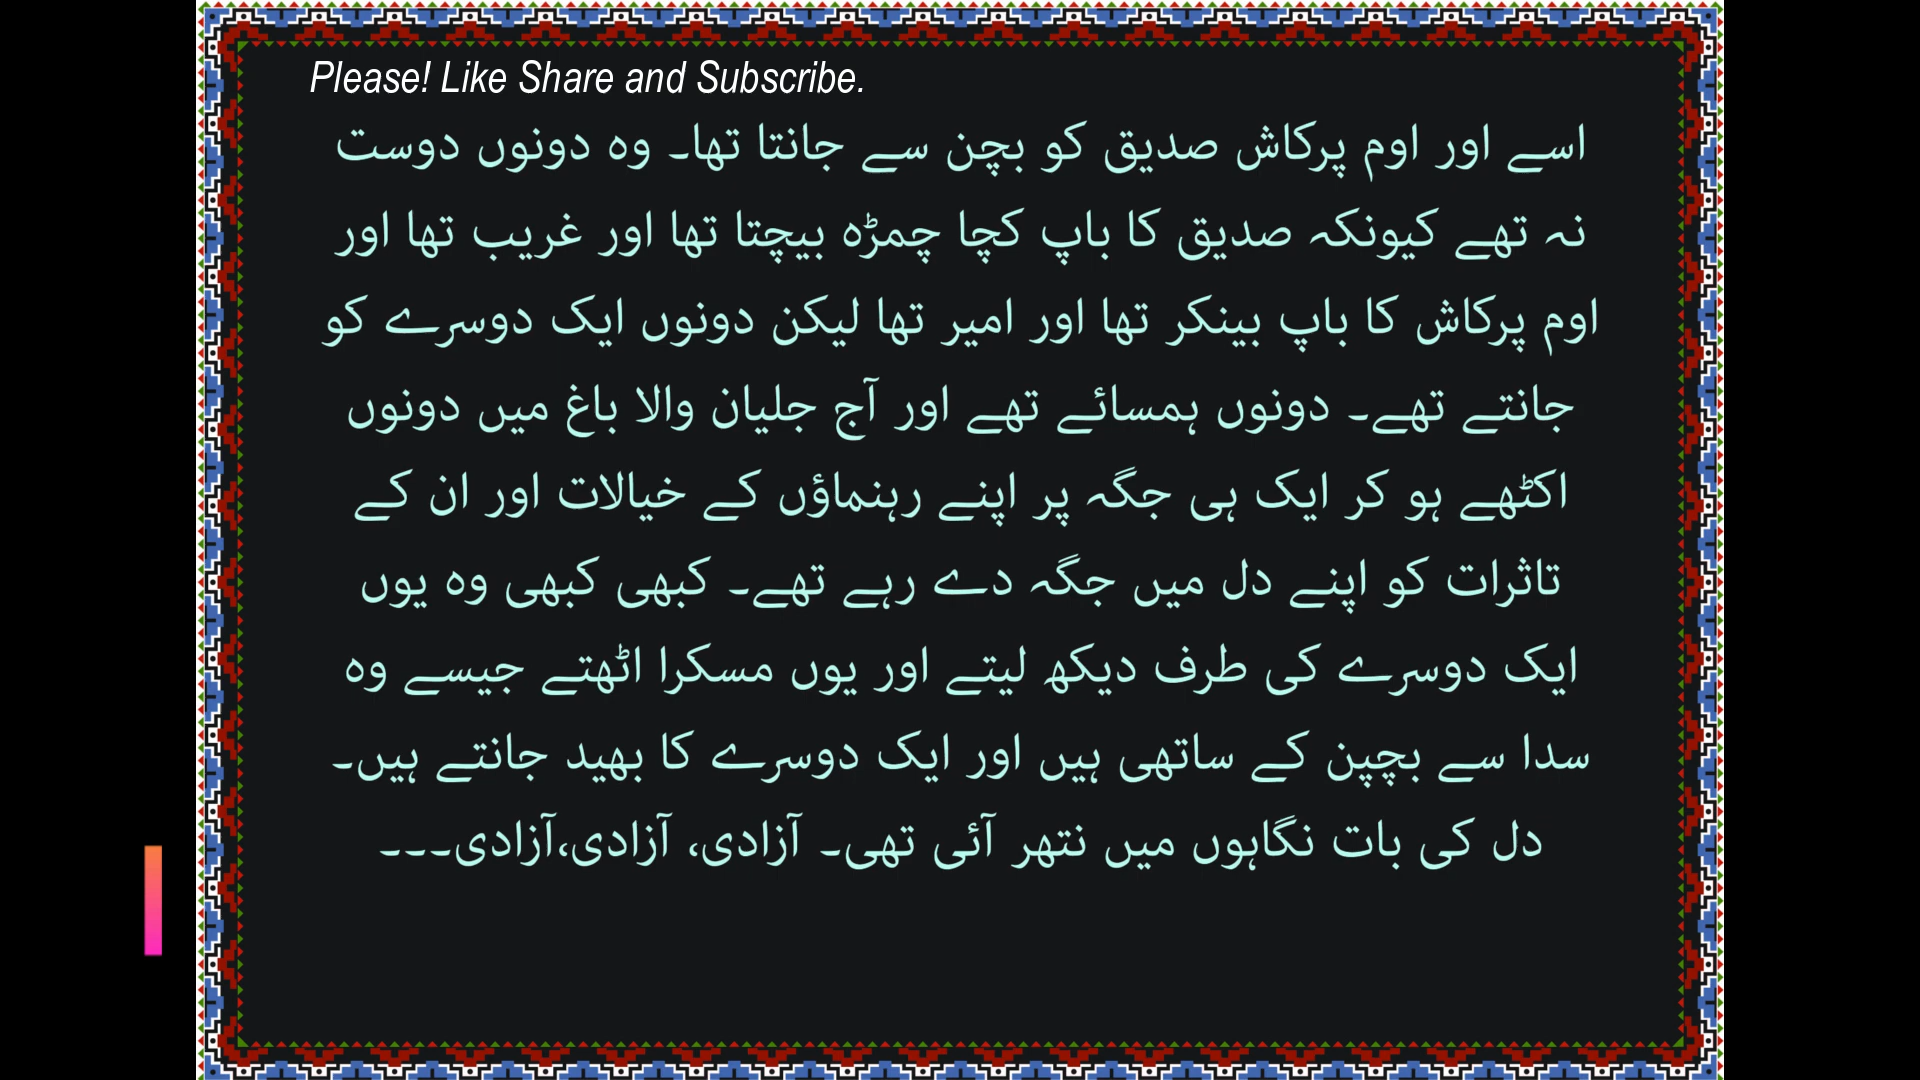 Please! Like Share and Subscribe.
اسے اور اوم پرکاش صدیق کو بچن سے جانتا تھا۔ وہ دونوں دوست
نہ تھے کیونکہ صدیق کا باپ کچا چمڑہ بیچتا تھا اور غریب تھا اور
اوم پرکاش کا باپ بینکر تھا اور امیر تھا لیکن دونوں ایک دوسرے کو
جانتے تھے۔ دونوں ہمسائے تھے اور آج جلیان والا باغ میں دونوں
اکٹھے ہو کر ایک ہی جگہ پر اپنے رہنماؤں کے خیالات اور ان کے
تاثرات کو اپنے دل میں جگہ دے رہے تھے۔ کبھی کبھی وہ یوں
ایک دوسرے کی طرف دیکھ لیتے اور یوں مسکرا اٹھتے جیسے وہ
سدا سے بچپن کے ساتھی ہیں اور ایک دوسرے کا بھید جانتے ہیں۔
دل کی بات نگاہوں میں نتھر آئی تھی۔ آزادی، آزادی،آزادی۔۔۔